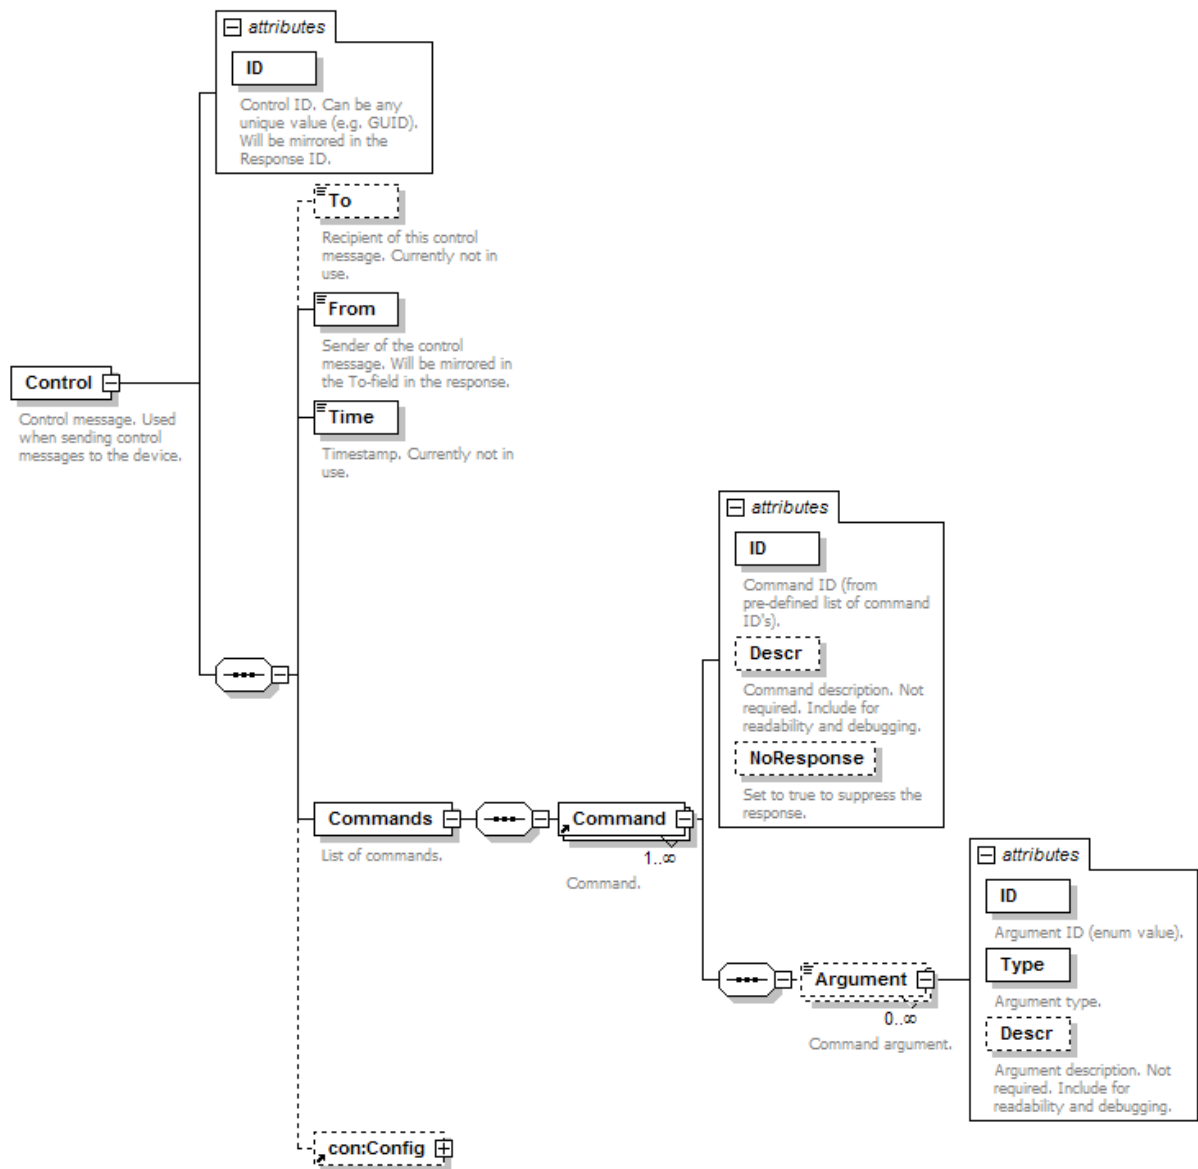 attributes
ID
Control ID. Can be any
unique value (e.g. GUID).
Will be mirrored in the
Response ID.
To
Recipient of this control
message. Currently not in
use.
From
Sender of the control
message. Will be mirrored in
the To-field in the response.
Control
Control message. Used
when sending control
messages to the device.
Time
Timestamp. Currently not in
use.
attributes
ID
Command ID (from
pre-defined list of command
ID's).
Descr
Command description. Not
required. Include for
readability and debugging.
NoResponse
Set to true to suppress the
response.
Commands
List of commands.
Command
1..∞
Command.
attributes
ID
Argument ID (enum value).
Type
Argument type.
Descr
Argument description. Not
required. Include for
readability and debugging.
Argument
0..∞
Command argument.
con:Config